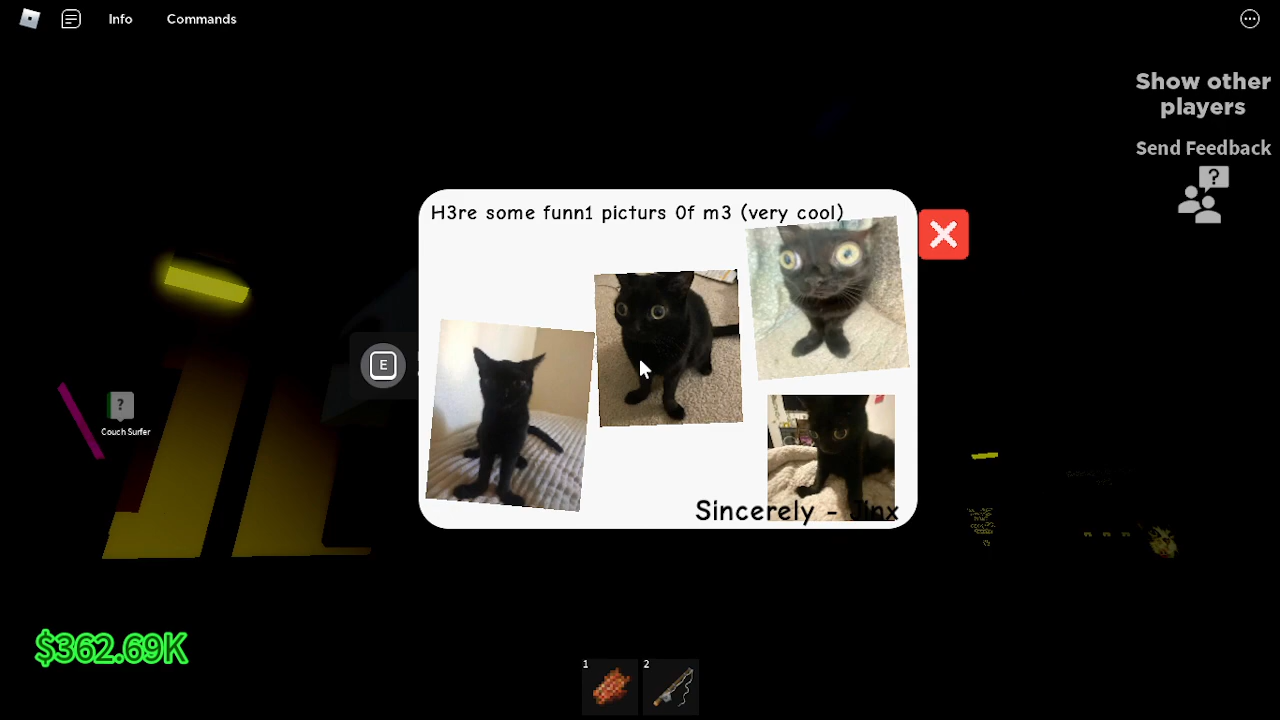 Info
Commands
Show other
players
Send Feedback
H3re some funn1 picturs 0f m3 (very cool)
E
?
?
Couch Surfer
Sincerely - Jinx
$362.69K
1
2